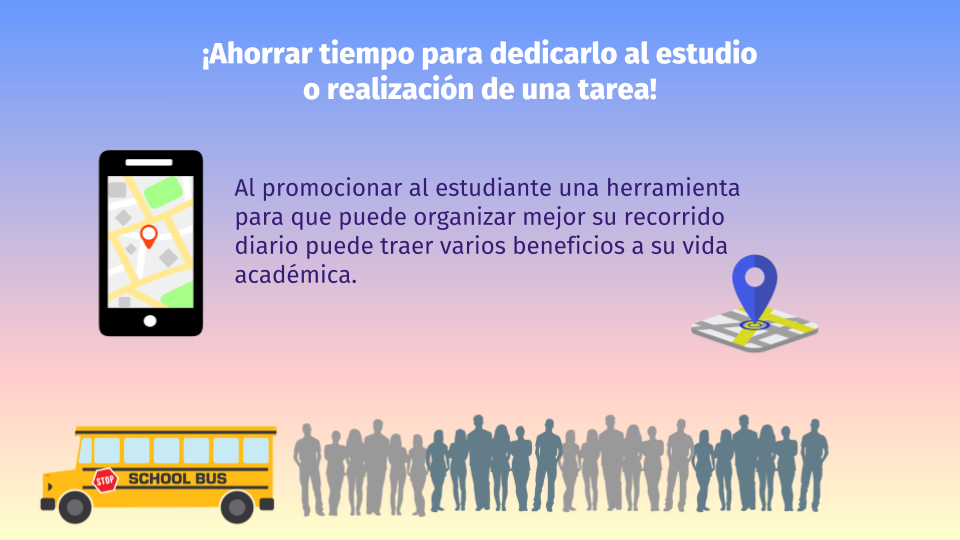 ¡Ahorrar tiempo para dedicarlo al estudio
o realización de una tarea!
Al promocionar al estudiante una herramienta
para que puede organizar mejor su recorrido
diario puede traer varios beneficios a su vida
académica.
STOP
SCHOOL BUS